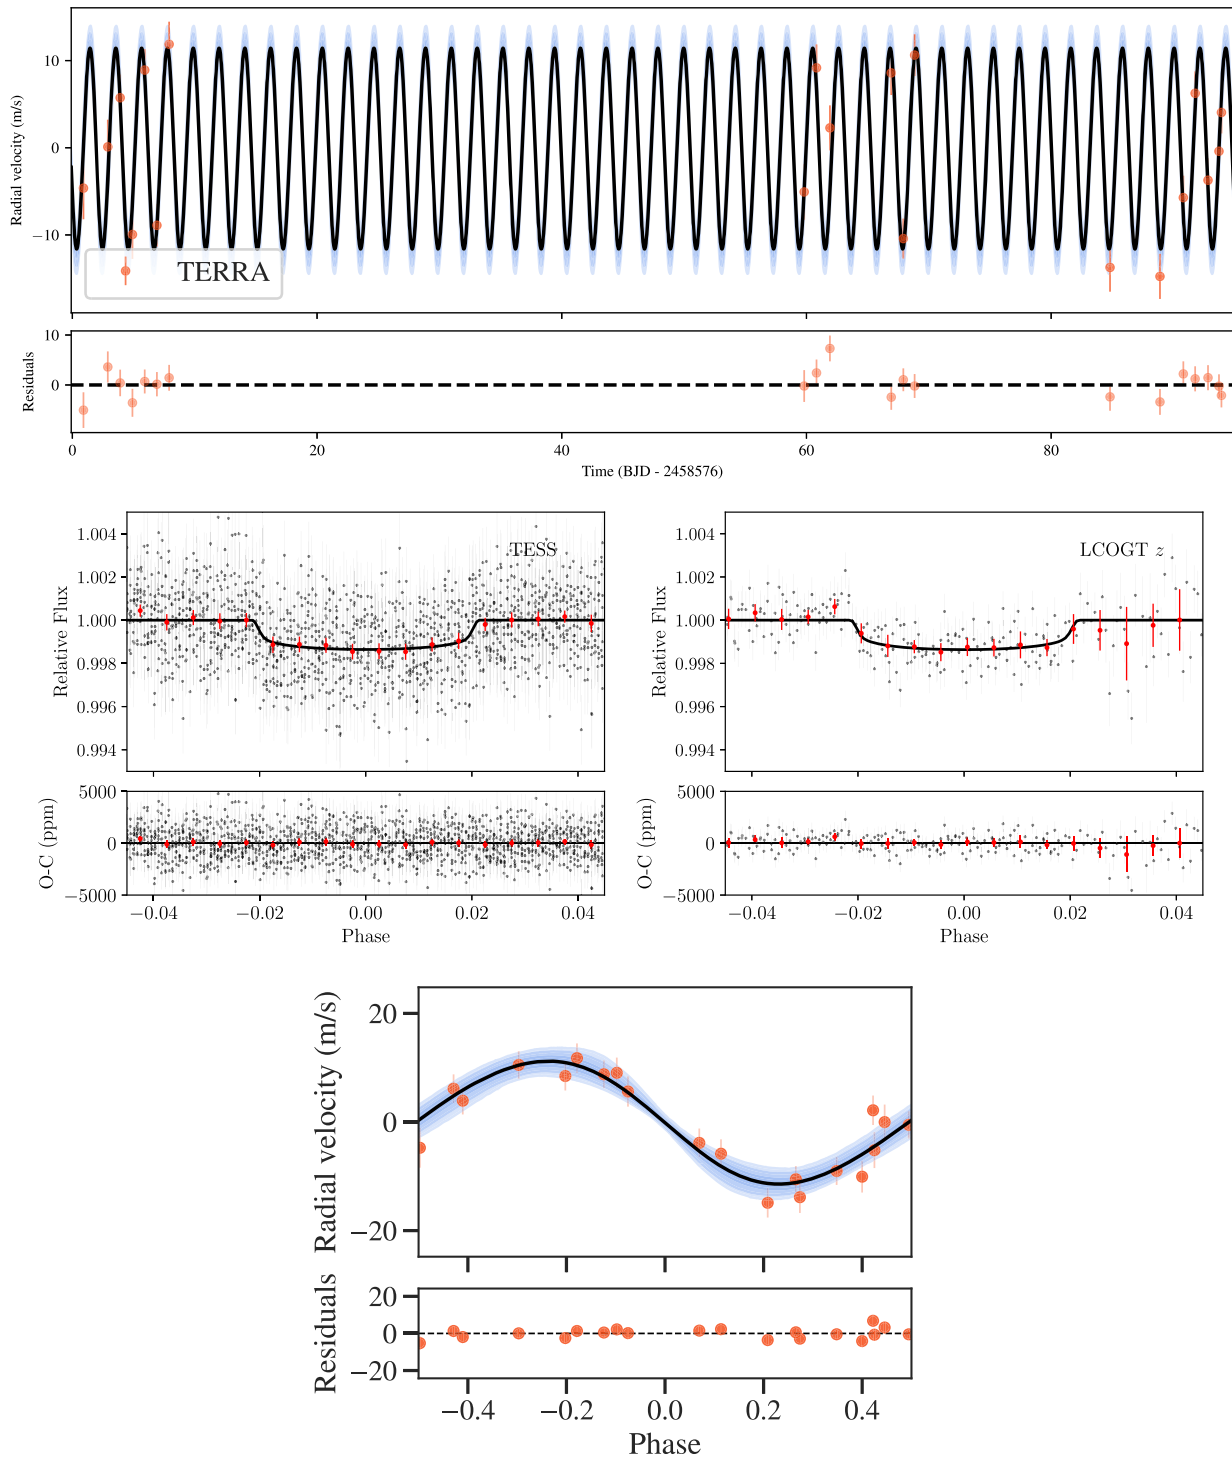 10
0
−10
Radial velocity (m/s)
TERRA
10
0
Residuals
0 20 40 60 80
Time (BJD - 2458576)
1.004
1.002
1.000
0.998
0.996
0.994
Relative Flux
TESS
5000
0
−5000
O-C (ppm)
−0.04 −0.02 0.00 0.02 0.04
Phase
1.004
1.002
1.000
0.998
0.996
0.994
Relative Flux
LCOGT z
5000
0
−5000
O-C (ppm)
−0.04 −0.02 0.00 0.02 0.04
Phase
20
0
−20
Radial velocity (m/s)
20
0
−20
Residuals
−0.4 −0.2 0.0 0.2 0.4
Phase